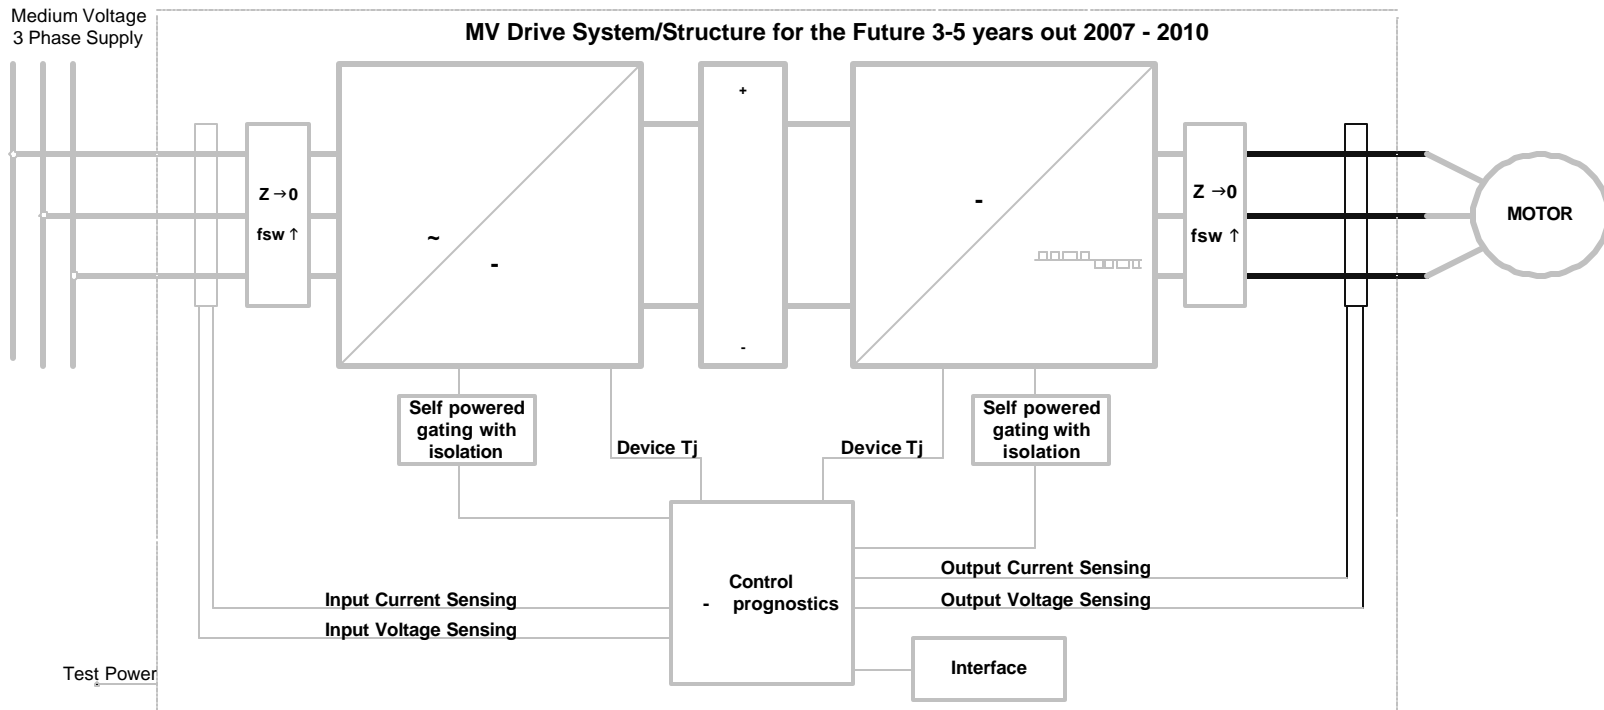 Medium Voltage
3 Phase Supply
MV Drive System/Structure for the Future 3-5 years out 2007 - 2010
+
-
Z →0
fsw ↑
~
-
-
Z →0
fsw ↑
MOTOR
Self powered
gating with
isolation
Device Tj
Device Tj
Self powered
gating with
isolation
Control
- prognostics
Input Current Sensing
Input Voltage Sensing
Output Current Sensing
Output Voltage Sensing
Interface
Test Power